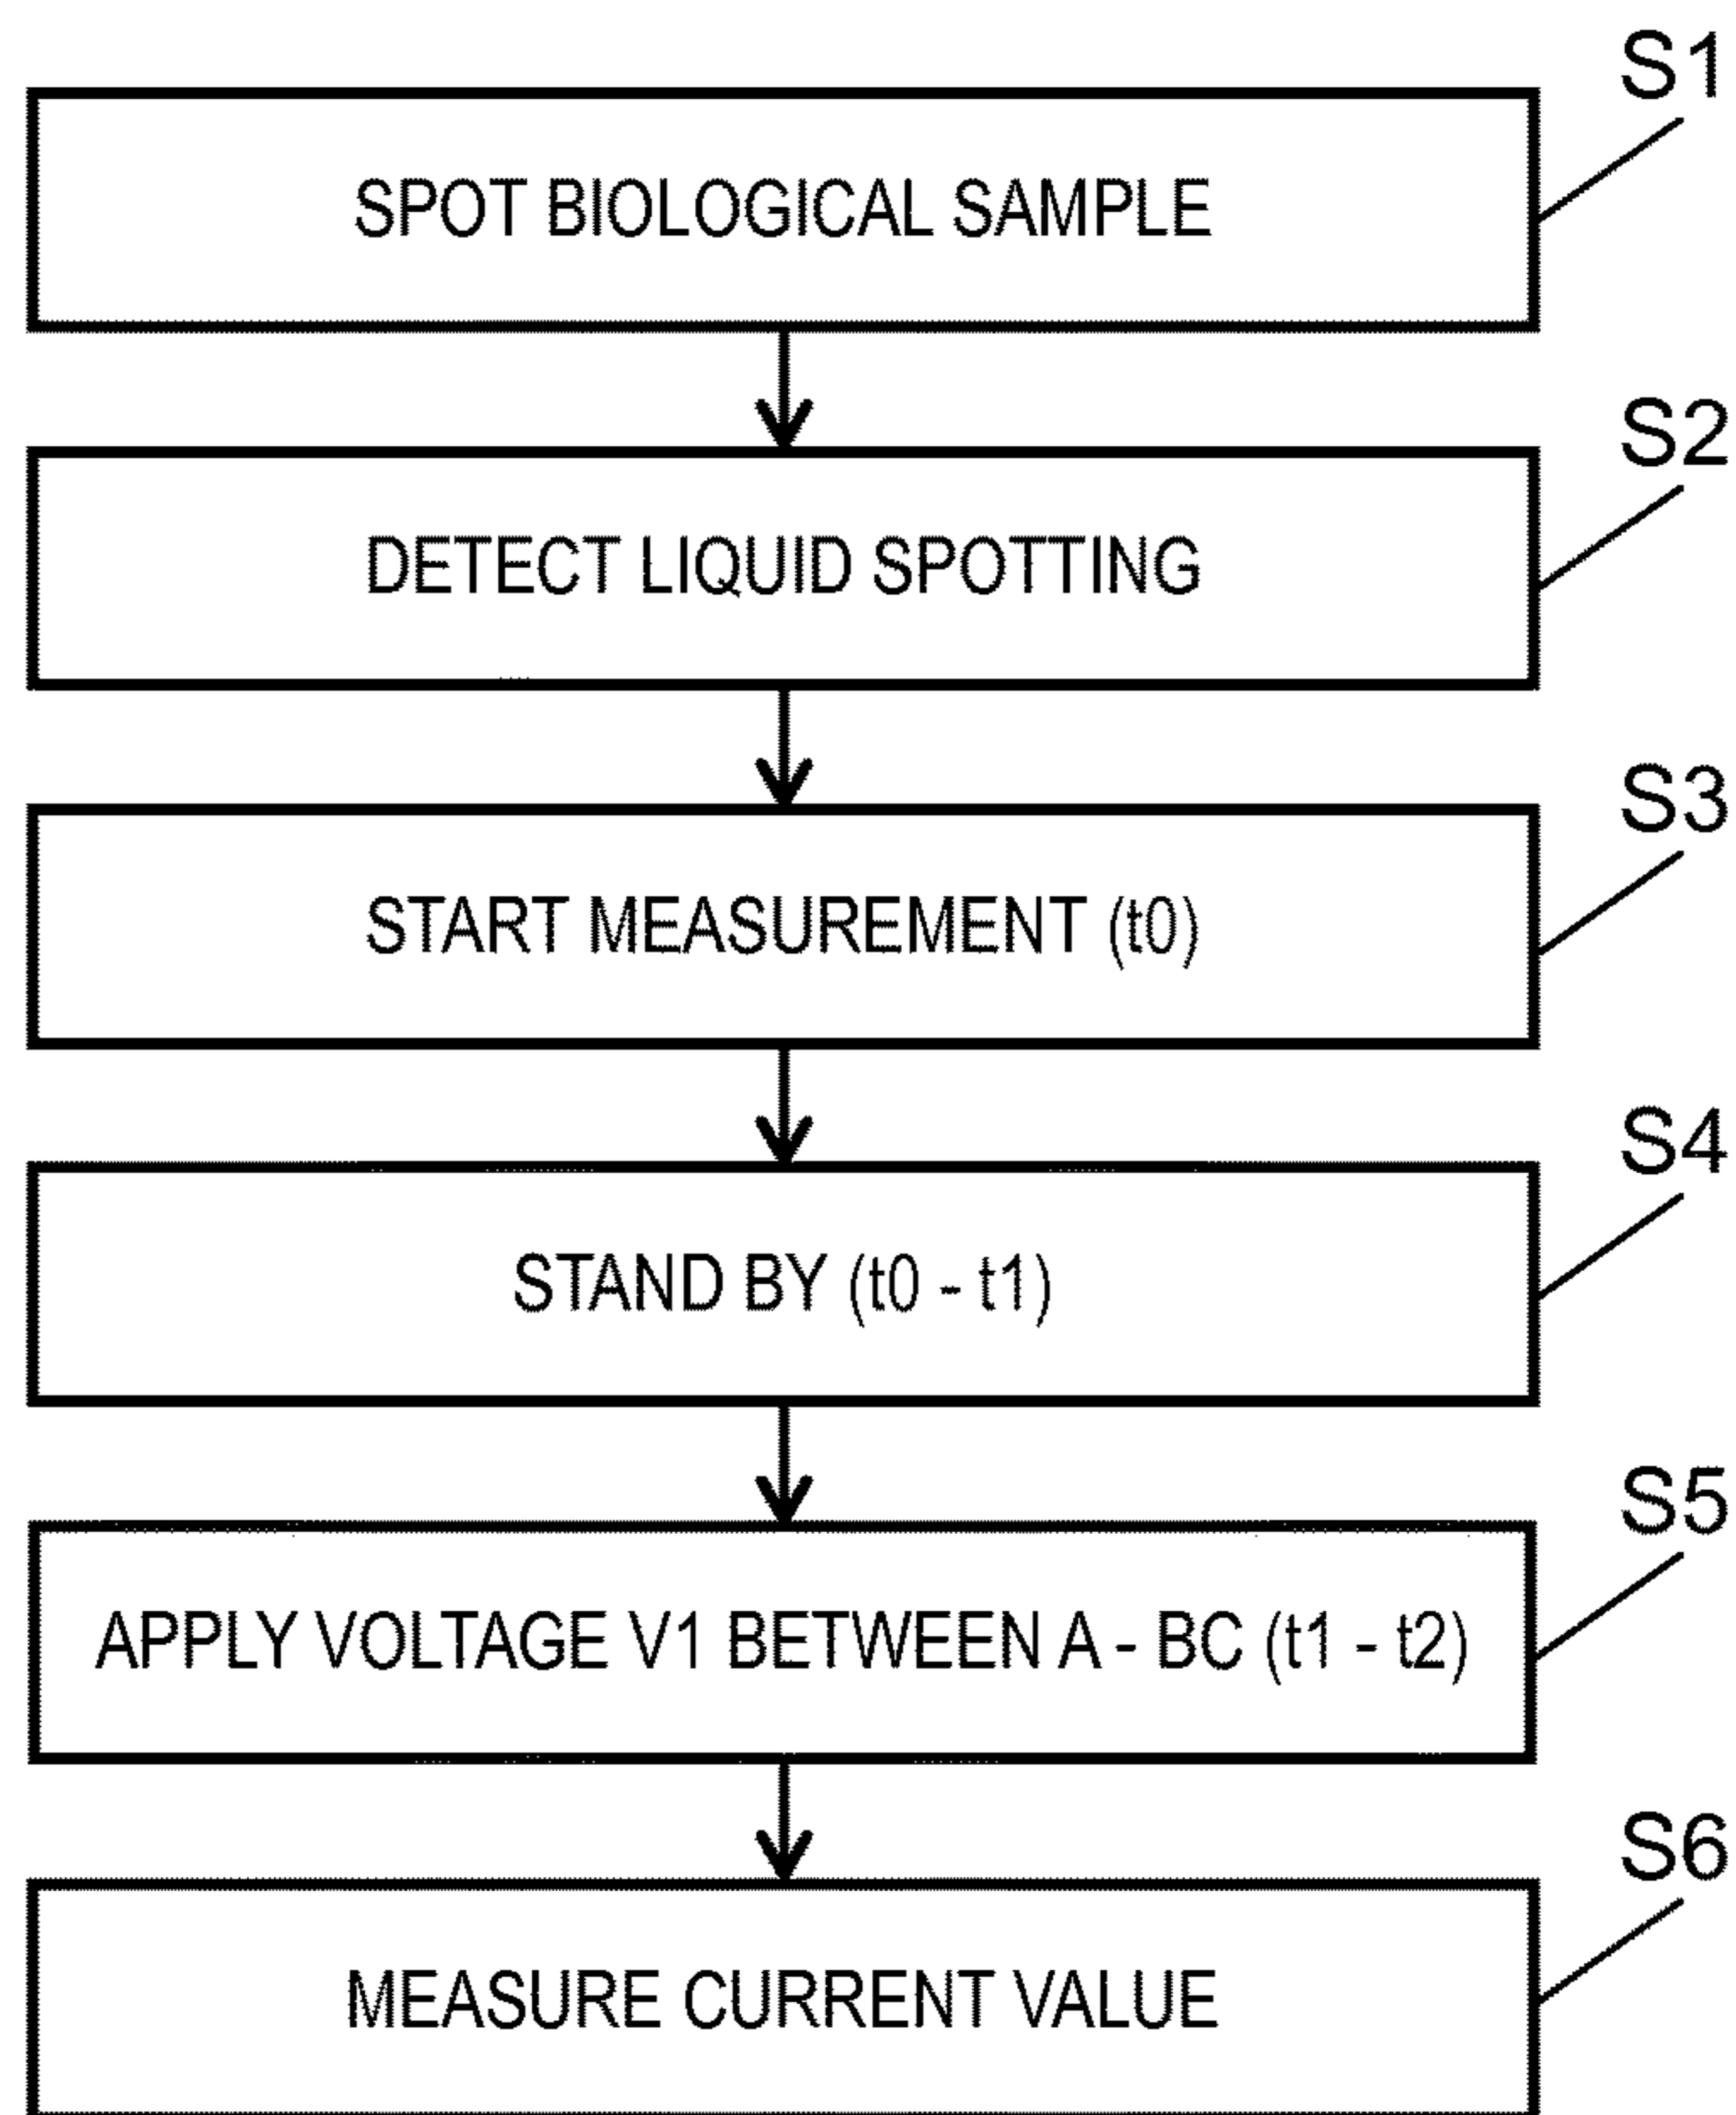 S1
SPOT BIOLOGICAL SAMPLE
S2
DETECT LIQUID SPOTTING
S3
START MEASUREMENT (t0)
S4
STAND BY (t0 - t1)
S5
APPLY VOLTAGE V1 BETWEEN A - BC (t1 - t2)
S6
MEASURE CURRENT VALUE